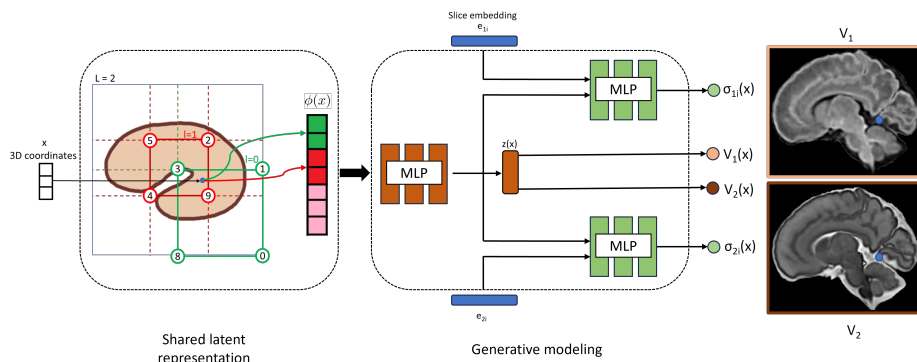 Slice embedding
e1i
V1
L = 2
ϕ(x)
x
3D coordinates
5
l=1
2
l=0
3
1
4
9
8
0
MLP
z(x)
MLP
σ1i(x)
V1(x)
V2(x)
MLP
σ2i(x)
e2i
V2
Shared latent
representation
Generative modeling